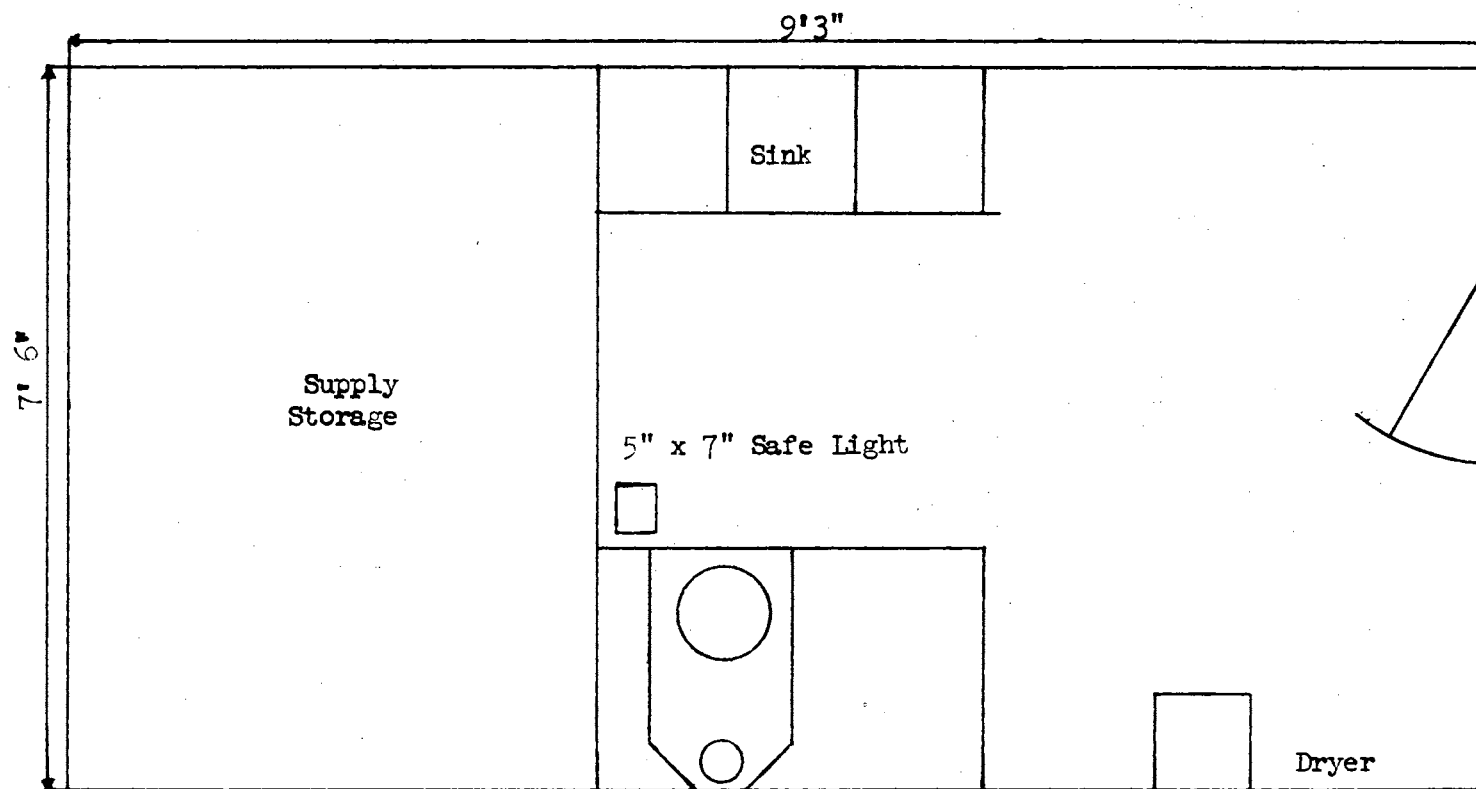 9'3"
Sink
7' 6"
Supply
Storage
5" x 7" Safe Light
Dryer